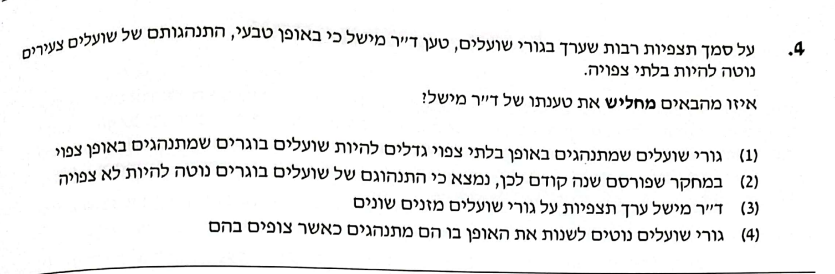 4. על סמך תצפיות רבות שערך בגורי שועלים, טען ד״ר מישל כי באופן טבעי, התנהגותם של שועלים צעירים
נוטה להיות בלתי צפויה.
איזו מהבאים מחליש את טענתו של ד״ר מישל?
(1) גורי שועלים שמתנהגים באופן בלתי צפוי גדלים להיות שועלים בוגרים שמתנהגים באופן צפוי
(2) במחקר שפורסם שנה קודם לכן, נמצא כי התנהוגם של שועלים בוגרים נוטה להיות לא צפויה
(3) ד״ר מישל ערך תצפיות על גורי שועלים מזנים שונים
(4) גורי שועלים נוטים לשנות את האופן בו הם מתנהגים כאשר צופים בהם